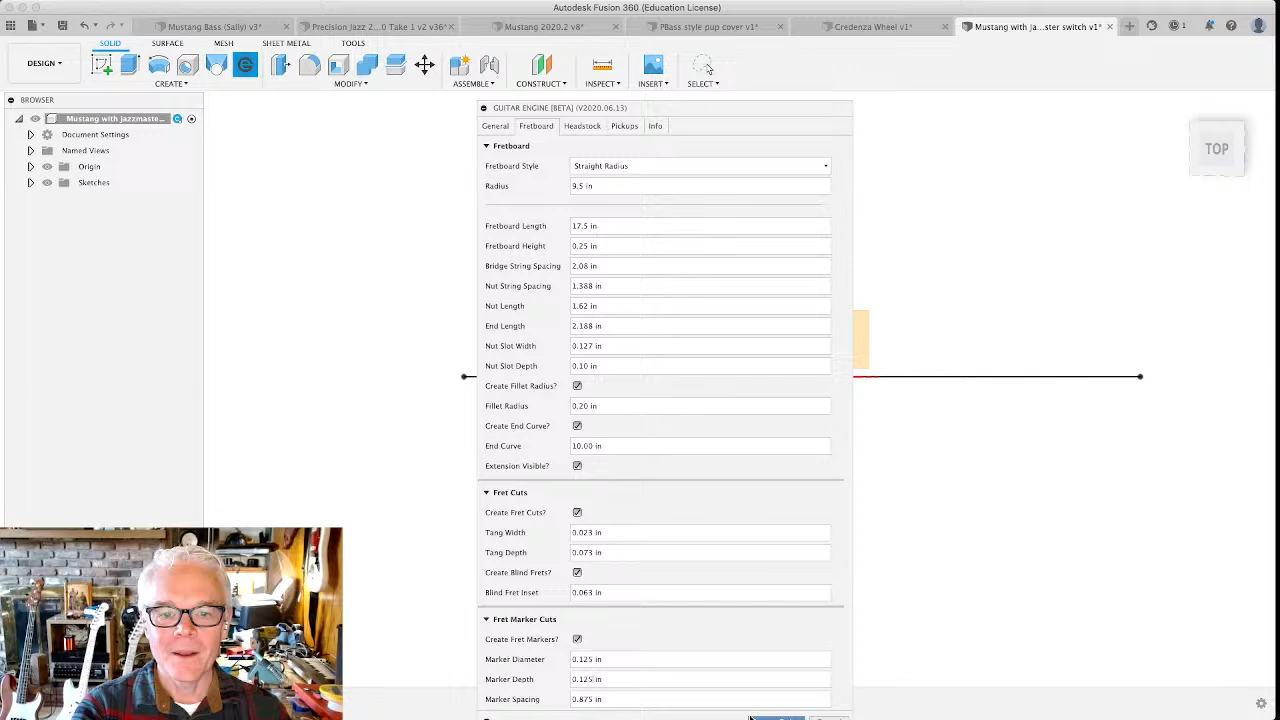 Autodesk Fusion 360 (Education License)
Mustang Bass (Sally) v3*
Precision Jazz 2...0 Take 1 v2 v36*
Mustang 2020.2 v8*
PBass style pup cover v1*
Credenza Wheel v1*
Mustang with ja...ster switch v1*
1
SOLID
SURFACE
MESH
SHEET METAL
TOOLS
DESIGN
CREATE
MODIFY
ASSEMBLE
CONSTRUCT
INSPECT
INSERT
SELECT
BROWSER
Mustang with jazzmaste...
Document Settings
Named Views
Origin
Sketches
TOP
GUITAR ENGINE [BETA] (V2020.06.13)
General Fretboard Headstock Pickups Info
Fretboard
Fretboard Style Straight Radius
Radius 9.5 in
Fretboard Length 17.5 in
Fretboard Height 0.25 in
Bridge String Spacing 2.08 in
Nut String Spacing 1.388 in
Nut Length 1.62 in
End Length 2.188 in
Nut Slot Width 0.127 in
Nut Slot Depth 0.10 in
Create Fillet Radius?
Fillet Radius 0.20 in
Create End Curve?
End Curve 10.00 in
Extension Visible?
Fret Cuts
Create Fret Cuts?
Tang Width 0.023 in
Tang Depth 0.073 in
Create Blind Frets?
Blind Fret Inset 0.063 in
Fret Marker Cuts
Create Fret Markers?
Marker Diameter 0.125 in
Marker Depth 0.125 in
Marker Spacing 0.875 in